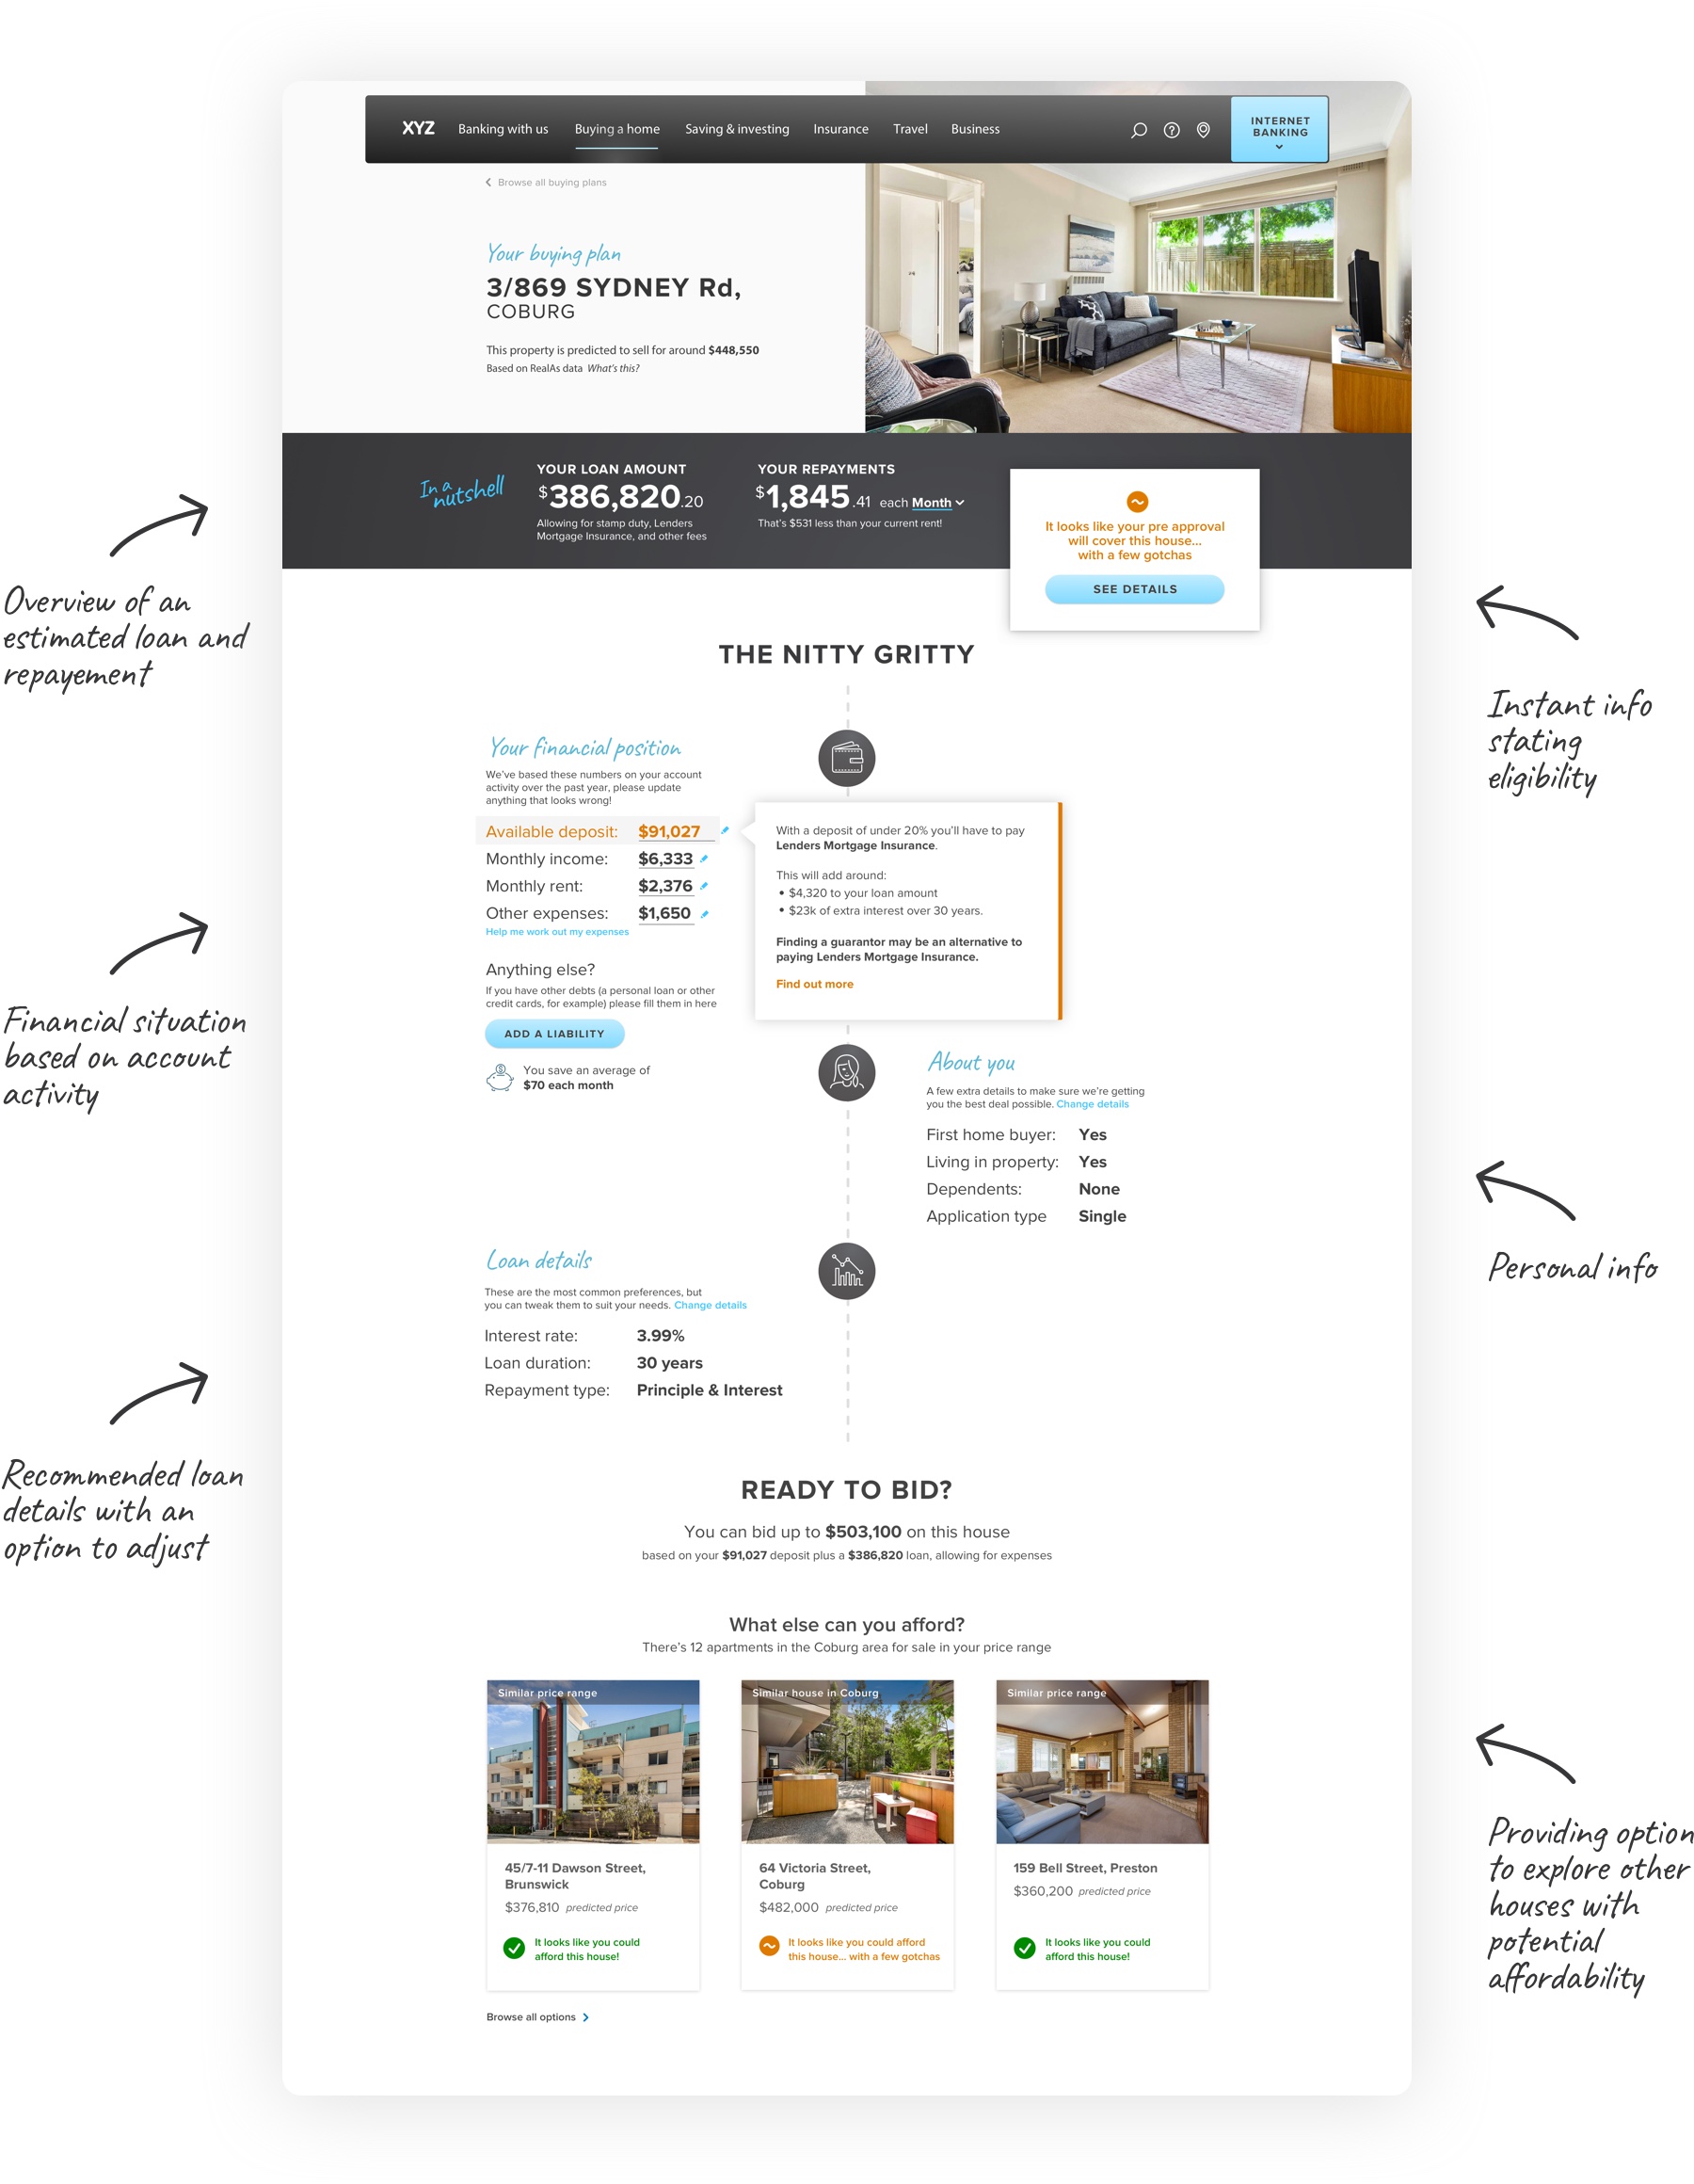 XYZ Banking with us Buying a home Saving & investing Insurance Travel Business INTERNET
BANKING
Browse all buying plans
Your buying plan
3/869 SYDNEY Rd,
COBURG
This property is predicted to sell for around $448,550
Based on RealAs data What's this?
In a
nutshell
YOUR LOAN AMOUNT
$386,820.20
Allowing for stamp duty, Lenders
Mortgage Insurance, and other fees
YOUR REPAYMENTS
$1,845.41 each Month
That's $531 less than your current rent!
It looks like your pre approval
will cover this house...
with a few gotchas
SEE DETAILS
Overview of an
estimated loan and
repayement
Instant info
stating
eligibility
THE NITTY GRITTY
Your financial position
We've based these numbers on your account
activity over the past year, please update
anything that looks wrong!
Available deposit: $91,027
Monthly income: $6,333
Monthly rent: $2,376
Other expenses: $1,650
Help me work out my expenses
Anything else?
If you have other debts (a personal loan or other
credit cards, for example) please fill them in here
ADD A LIABILITY
You save an average of
$70 each month
With a deposit of under 20% you'll have to pay
Lenders Mortgage Insurance.
This will add around:
• $4,320 to your loan amount
• $23k of extra interest over 30 years.
Finding a guarantor may be an alternative to
paying Lenders Mortgage Insurance.
Find out more
Financial situation
based on account
activity
About you
A few extra details to make sure we're getting
you the best deal possible. Change details
First home buyer: Yes
Living in property: Yes
Dependents: None
Application type Single
Personal info
Loan details
These are the most common preferences, but
you can tweak them to suit your needs. Change details
Interest rate: 3.99%
Loan duration: 30 years
Repayment type: Principle & Interest
Recommended loan
details with an
option to adjust
READY TO BID?
You can bid up to $503,100 on this house
based on your $91,027 deposit plus a $386,820 loan, allowing for expenses
What else can you afford?
There's 12 apartments in the Coburg area for sale in your price range
Similar price range
45/7-11 Dawson Street,
Brunswick
$376,810 predicted price
It looks like you could
afford this house!
Similar house in Coburg
64 Victoria Street,
Coburg
$482,000 predicted price
It looks like you could afford
this house... with a few gotchas
Similar price range
159 Bell Street, Preston
$360,200 predicted price
It looks like you could
afford this house!
Providing option
to explore other
houses with
potential
affordability
Browse all options